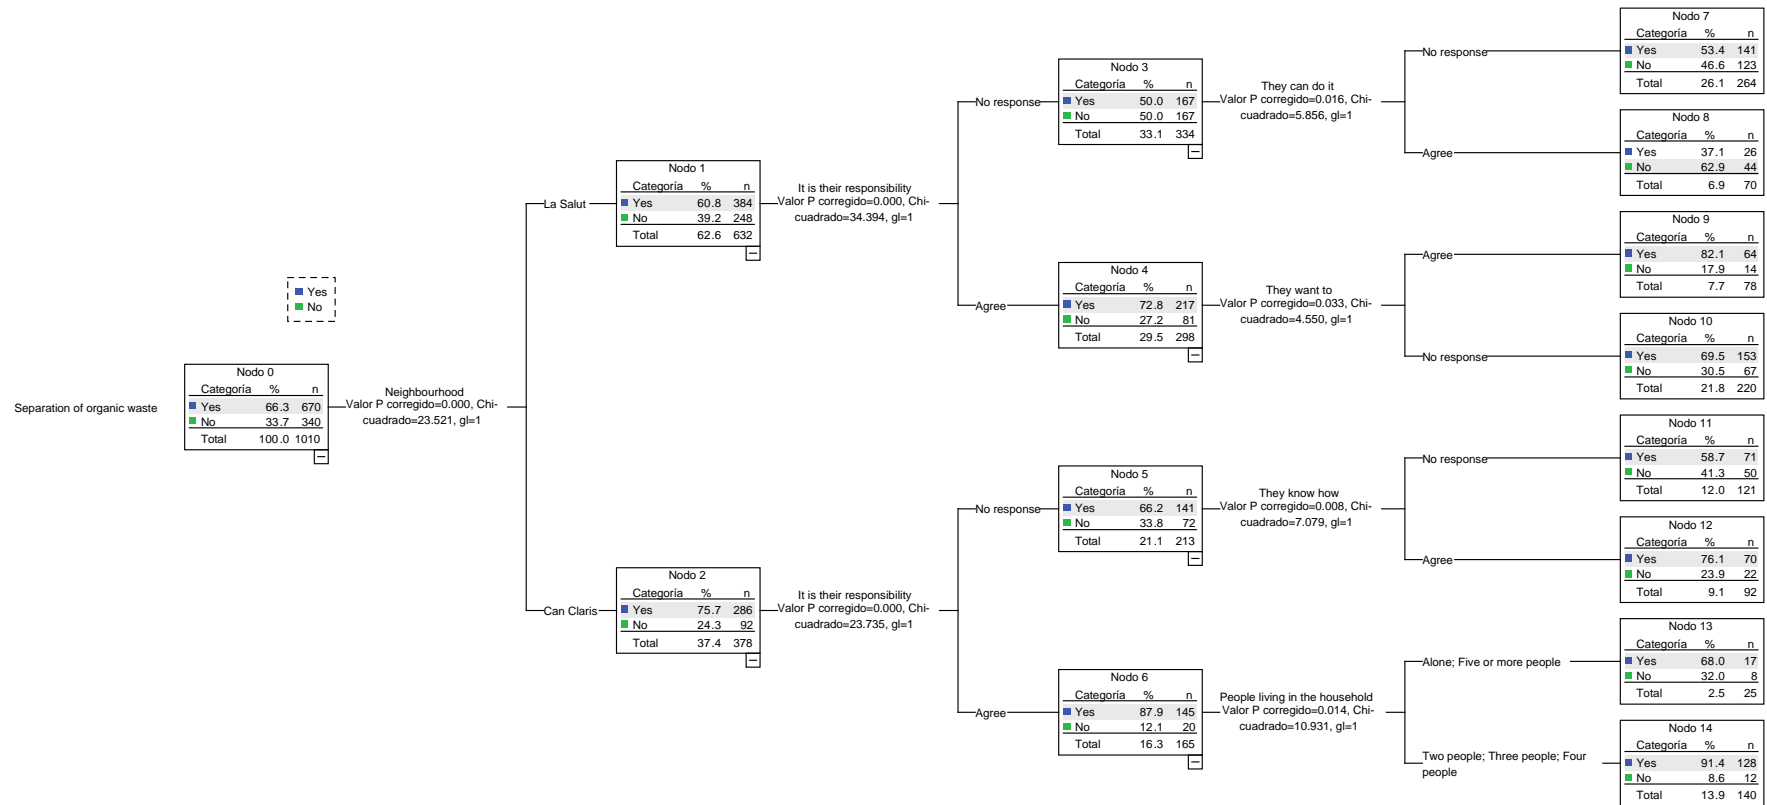 Separation of organic waste
Yes
No
Nodo 0
Categoría % n
Yes 66.3 670
No 33.7 340
Total 100.0 1010
Neighbourhood
Valor P corregido=0.000, Chi-
cuadrado=23.521, gl=1
La Salut
Nodo 1
Categoría % n
Yes 60.8 384
No 39.2 248
Total 62.6 632
It is their responsibility
Valor P corregido=0.000, Chi-
cuadrado=34.394, gl=1
Can Claris
Nodo 2
Categoría % n
Yes 75.7 286
No 24.3 92
Total 37.4 378
It is their responsibility
Valor P corregido=0.000, Chi-
cuadrado=23.735, gl=1
No response
Nodo 3
Categoría % n
Yes 50.0 167
No 50.0 167
Total 33.1 334
They can do it
Valor P corregido=0.016, Chi-
cuadrado=5.856, gl=1
Agree
Nodo 4
Categoría % n
Yes 72.8 217
No 27.2 81
Total 29.5 298
They want to
Valor P corregido=0.033, Chi-
cuadrado=4.550, gl=1
No response
Nodo 5
Categoría % n
Yes 66.2 141
No 33.8 72
Total 21.1 213
They know how
Valor P corregido=0.008, Chi-
cuadrado=7.079, gl=1
Agree
Nodo 6
Categoría % n
Yes 87.9 145
No 12.1 20
Total 16.3 165
People living in the household
Valor P corregido=0.014, Chi-
cuadrado=10.931, gl=1
No response
Nodo 7
Categoría % n
Yes 53.4 141
No 46.6 123
Total 26.1 264
Agree
Nodo 8
Categoría % n
Yes 37.1 26
No 62.9 44
Total 6.9 70
Agree
Nodo 9
Categoría % n
Yes 82.1 64
No 17.9 14
Total 7.7 78
No response
Nodo 10
Categoría % n
Yes 69.5 153
No 30.5 67
Total 21.8 220
No response
Nodo 11
Categoría % n
Yes 58.7 71
No 41.3 50
Total 12.0 121
Agree
Nodo 12
Categoría % n
Yes 76.1 70
No 23.9 22
Total 9.1 92
Alone; Five or more people
Nodo 13
Categoría % n
Yes 68.0 17
No 32.0 8
Total 2.5 25
Two people; Three people; Four
people
Nodo 14
Categoría % n
Yes 91.4 128
No 8.6 12
Total 13.9 140